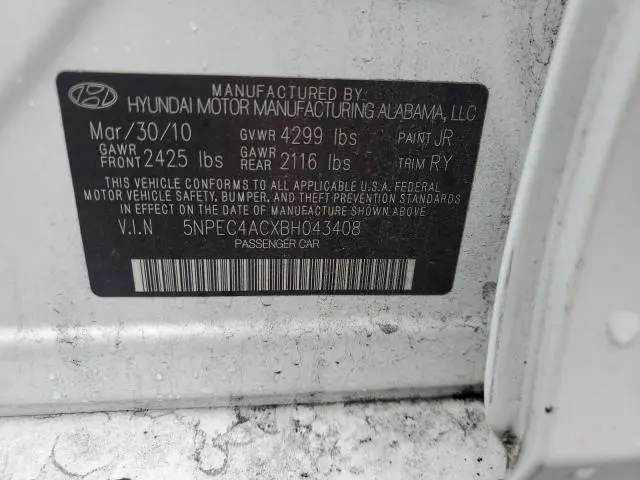 MANUFACTURED BY:
HYUNDAI MOTOR MANUFACTURING ALABAMA, LLC
Mar/30/10 GVWR 4299 lbs PAINT JR
GAWR FRONT 2425 lbs GAWR REAR 2116 lbs TRIM RY
THIS VEHICLE CONFORMS TO ALL APPLICABLE U.S.A. FEDERAL
MOTOR VEHICLE SAFETY, BUMPER, AND THEFT PREVENTION STANDARDS
IN EFFECT ON THE DATE OF MANUFACTURE SHOWN ABOVE
V.I.N 5NPEC4ACXBH043408
PASSENGER CAR